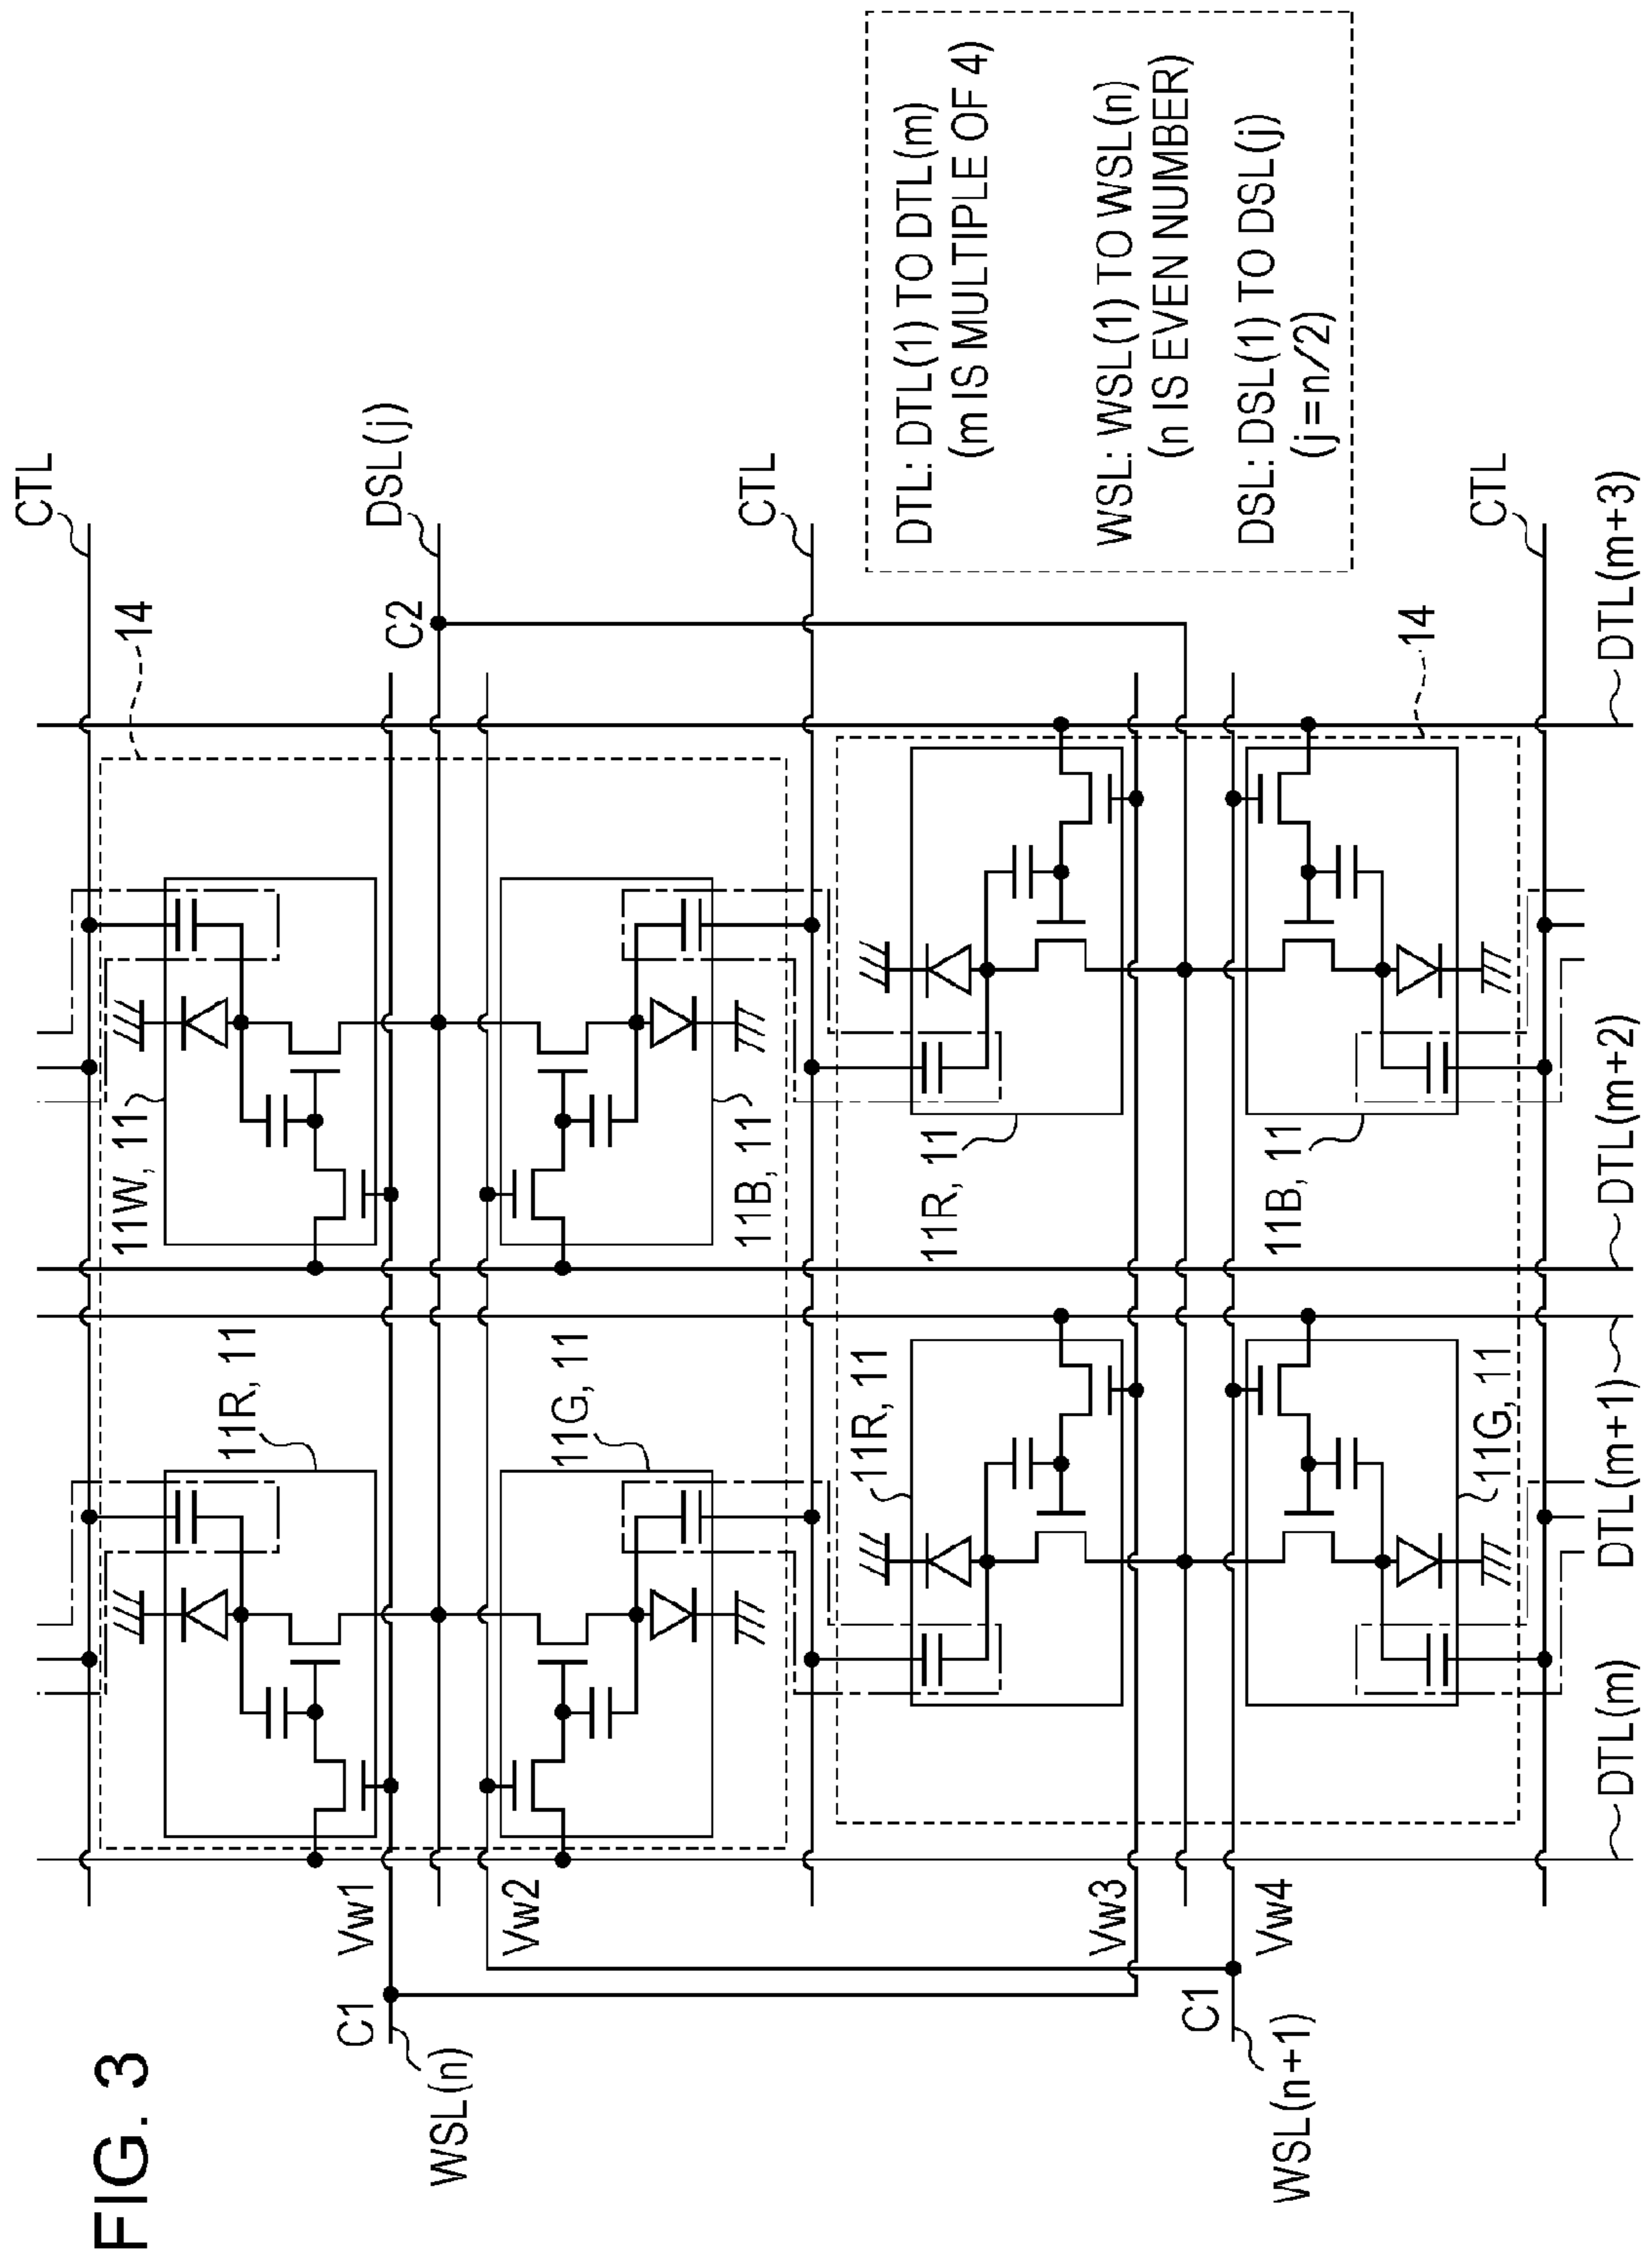 FIG. 3
CTL
14
11W, 11
11R, 11
C1
Vw1
DSL(j)
C2
WSL(n)
Vw2
11G, 11
11B, 11
CTL
11R, 11
11R, 11
DTL: DTL(1) TO DTL(m)
(m IS MULTIPLE OF 4)
WSL: WSL(1) TO WSL(n)
(n IS EVEN NUMBER)
DSL: DSL(1) TO DSL(j)
(j=n/2)
Vw3
C1
Vw4
WSL(n+1)
11B, 11
14
11G, 11
CTL
DTL(m)
DTL(m+1)
DTL(m+2)
DTL(m+3)